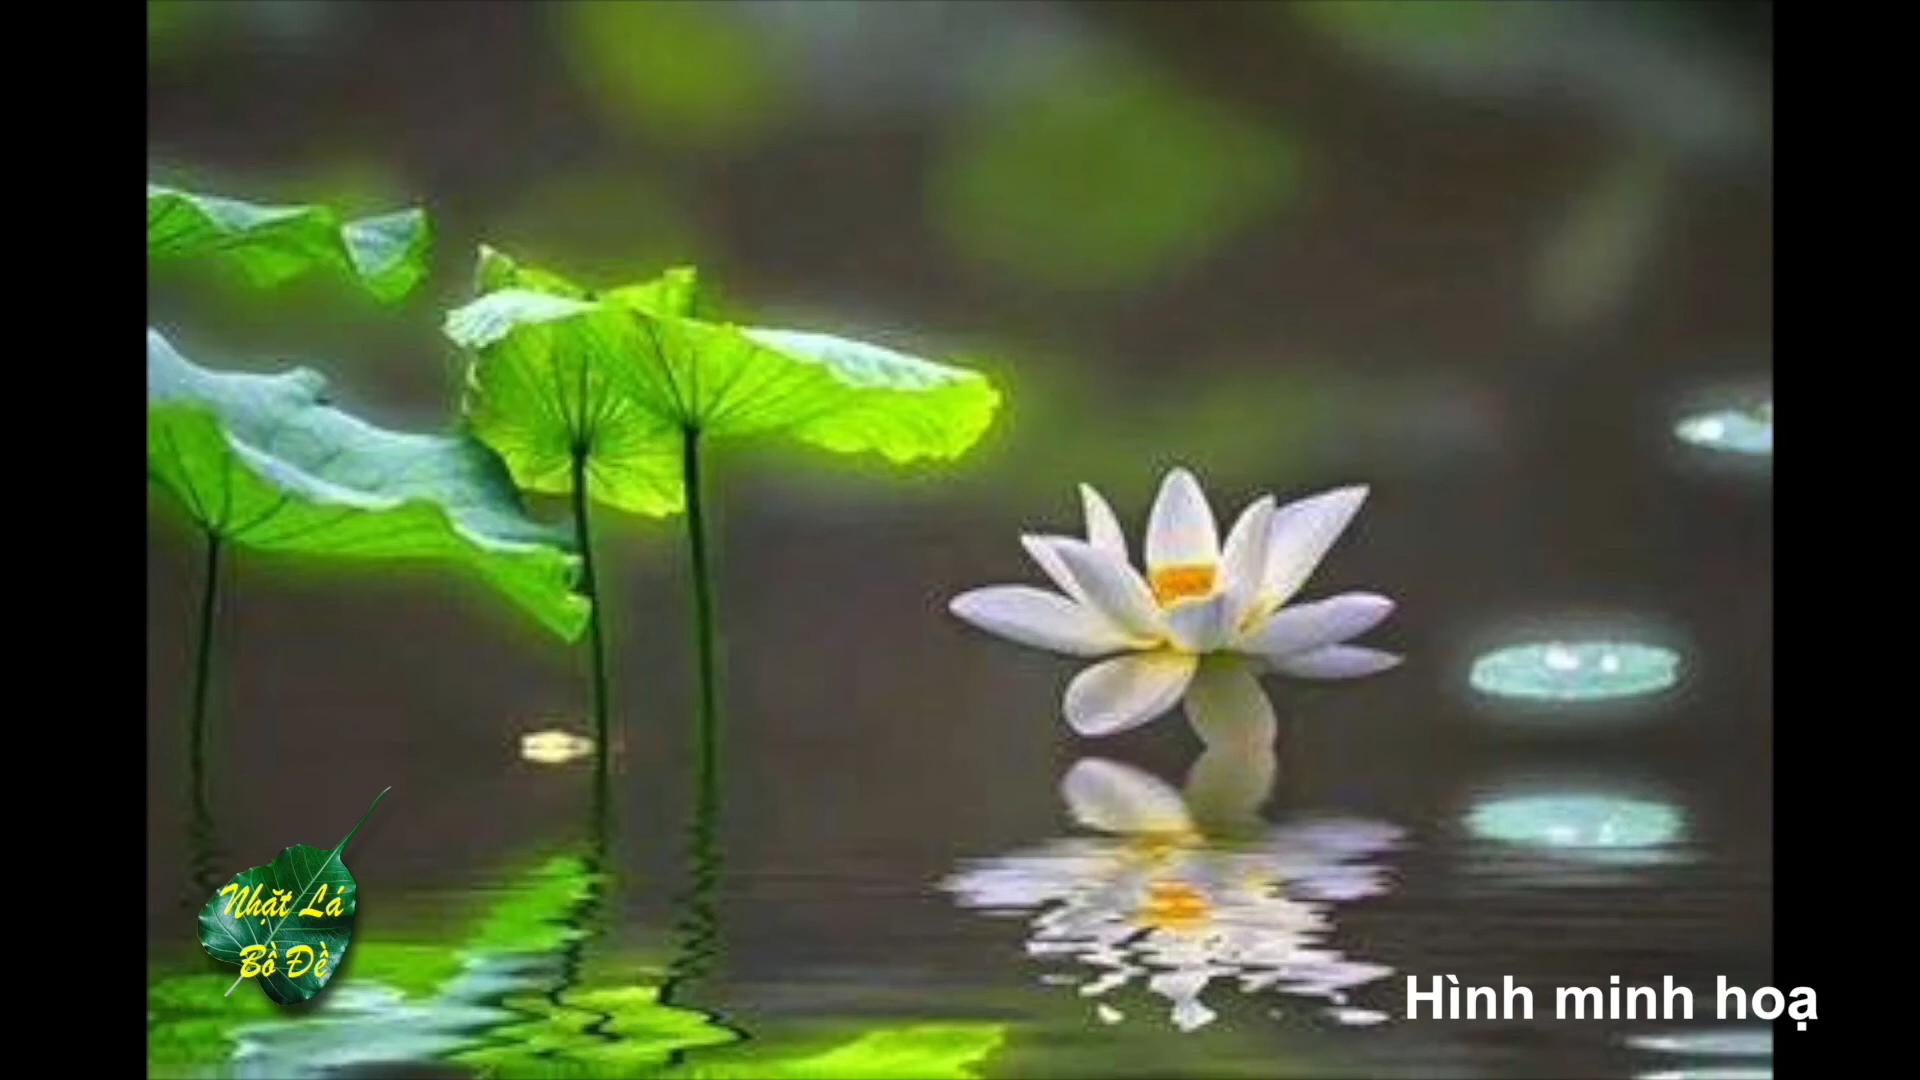 Nhặt Lá
Bồ Đề
Hình minh hoạ